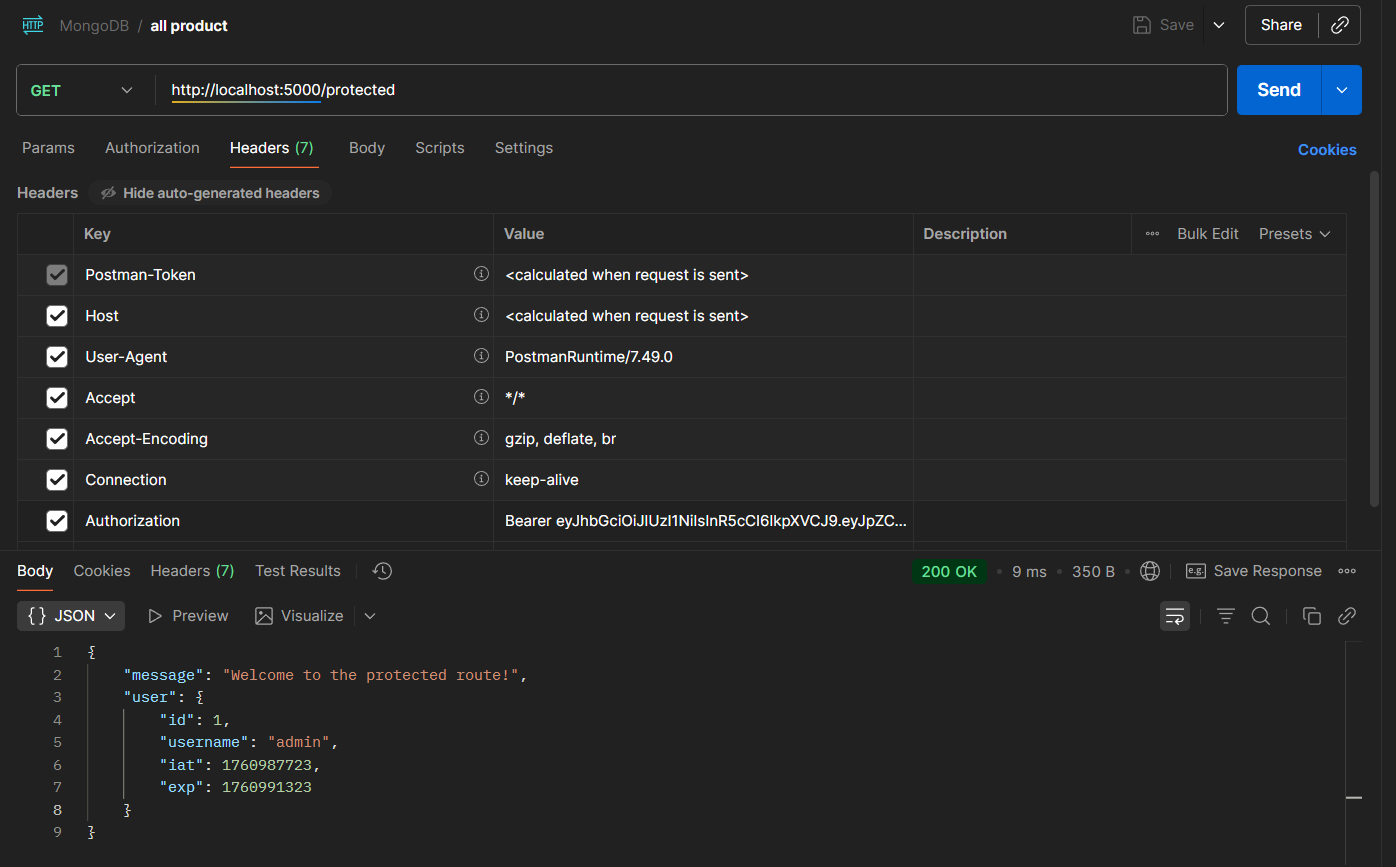 HTTP MongoDB / all product Save Share
GET http://localhost:5000/protected Send
Params Authorization Headers (7) Body Scripts Settings Cookies
Headers Hide auto-generated headers
Key Value Description Bulk Edit Presets
Postman-Token <calculated when request is sent>
Host <calculated when request is sent>
User-Agent PostmanRuntime/7.49.0
Accept */*
Accept-Encoding gzip, deflate, br
Connection keep-alive
Authorization Bearer eyJhbGciOiJIUzI1NiIsInR5cCI6IkpXVCJ9.eyJpZC...
Body Cookies Headers (7) Test Results 200 OK • 9 ms • 350 B • e.g. Save Response
{} JSON Preview Visualize
1 {
2 "message": "Welcome to the protected route!",
3 "user": {
4 "id": 1,
5 "username": "admin",
6 "iat": 1760987723,
7 "exp": 1760991323
8 }
9 }